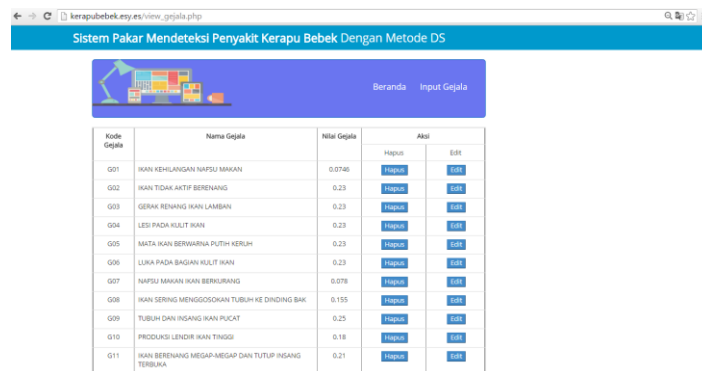 kerapubebek.esy.es/view_gejala.php
Sistem Pakar Mendeteksi Penyakit Kerapu Bebek Dengan Metode DS
Beranda Input Gejala
Kode Gejala Nama Gejala Nilai Gejala Aksi
Hapus Edit
G01 IKAN KEHILANGAN NAFSU MAKAN 0.0746 Hapus Edit
G02 IKAN TIDAK AKTIF BERENANG 0.23 Hapus Edit
G03 GERAK RENANG IKAN LAMBAN 0.23 Hapus Edit
G04 LESI PADA KULIT IKAN 0.23 Hapus Edit
G05 MATA IKAN BERWARNA PUTIH KERUH 0.23 Hapus Edit
G06 LUKA PADA BAGIAN KULIT IKAN 0.23 Hapus Edit
G07 NAFSU MAKAN IKAN BERKURANG 0.078 Hapus Edit
G08 IKAN SERING MENGGOSOKAN TUBUH KE DINDING BAK 0.155 Hapus Edit
G09 TUBUH DAN INSANG IKAN PUCAT 0.25 Hapus Edit
G10 PRODUKSI LENDIR IKAN TINGGI 0.18 Hapus Edit
G11 IKAN BERENANG MEGAP-MEGAP DAN TUTUP INSANG 0.21 Hapus Edit
TERBUKA